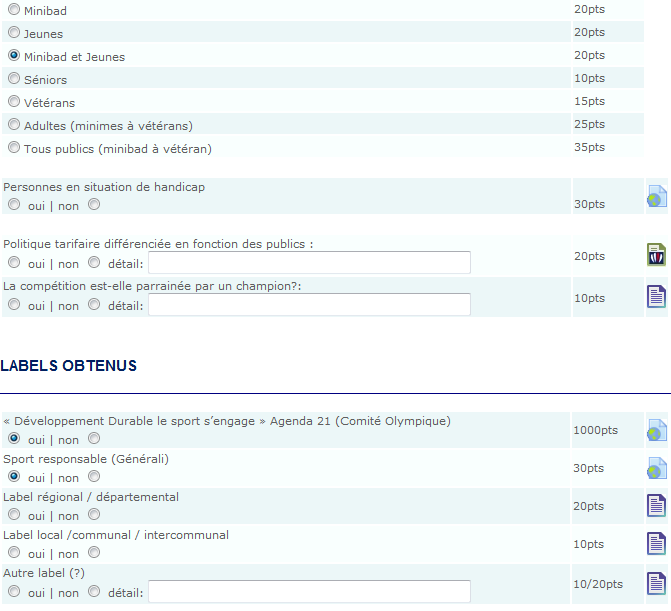 Minibad 20pts
Jeunes 20pts
Minibad et Jeunes 20pts
Séniors 10pts
Vétérans 15pts
Adultes (minimes à vétérans) 25pts
Tous publics (minibad à vétéran) 35pts
Personnes en situation de handicap
oui | non 30pts
Politique tarifaire différenciée en fonction des publics :
20pts
oui | non détail:
La compétition est-elle parrainée par un champion?:
10pts
oui | non détail:
LABELS OBTENUS
« Développement Durable le sport s’engage » Agenda 21 (Comité Olympique)
1000pts
oui | non
Sport responsable (Générali)
30pts
oui | non
Label régional / départemental
20pts
oui | non
Label local /communal / intercommunal
10pts
oui | non
Autre label (?)
10/20pts
oui | non détail: